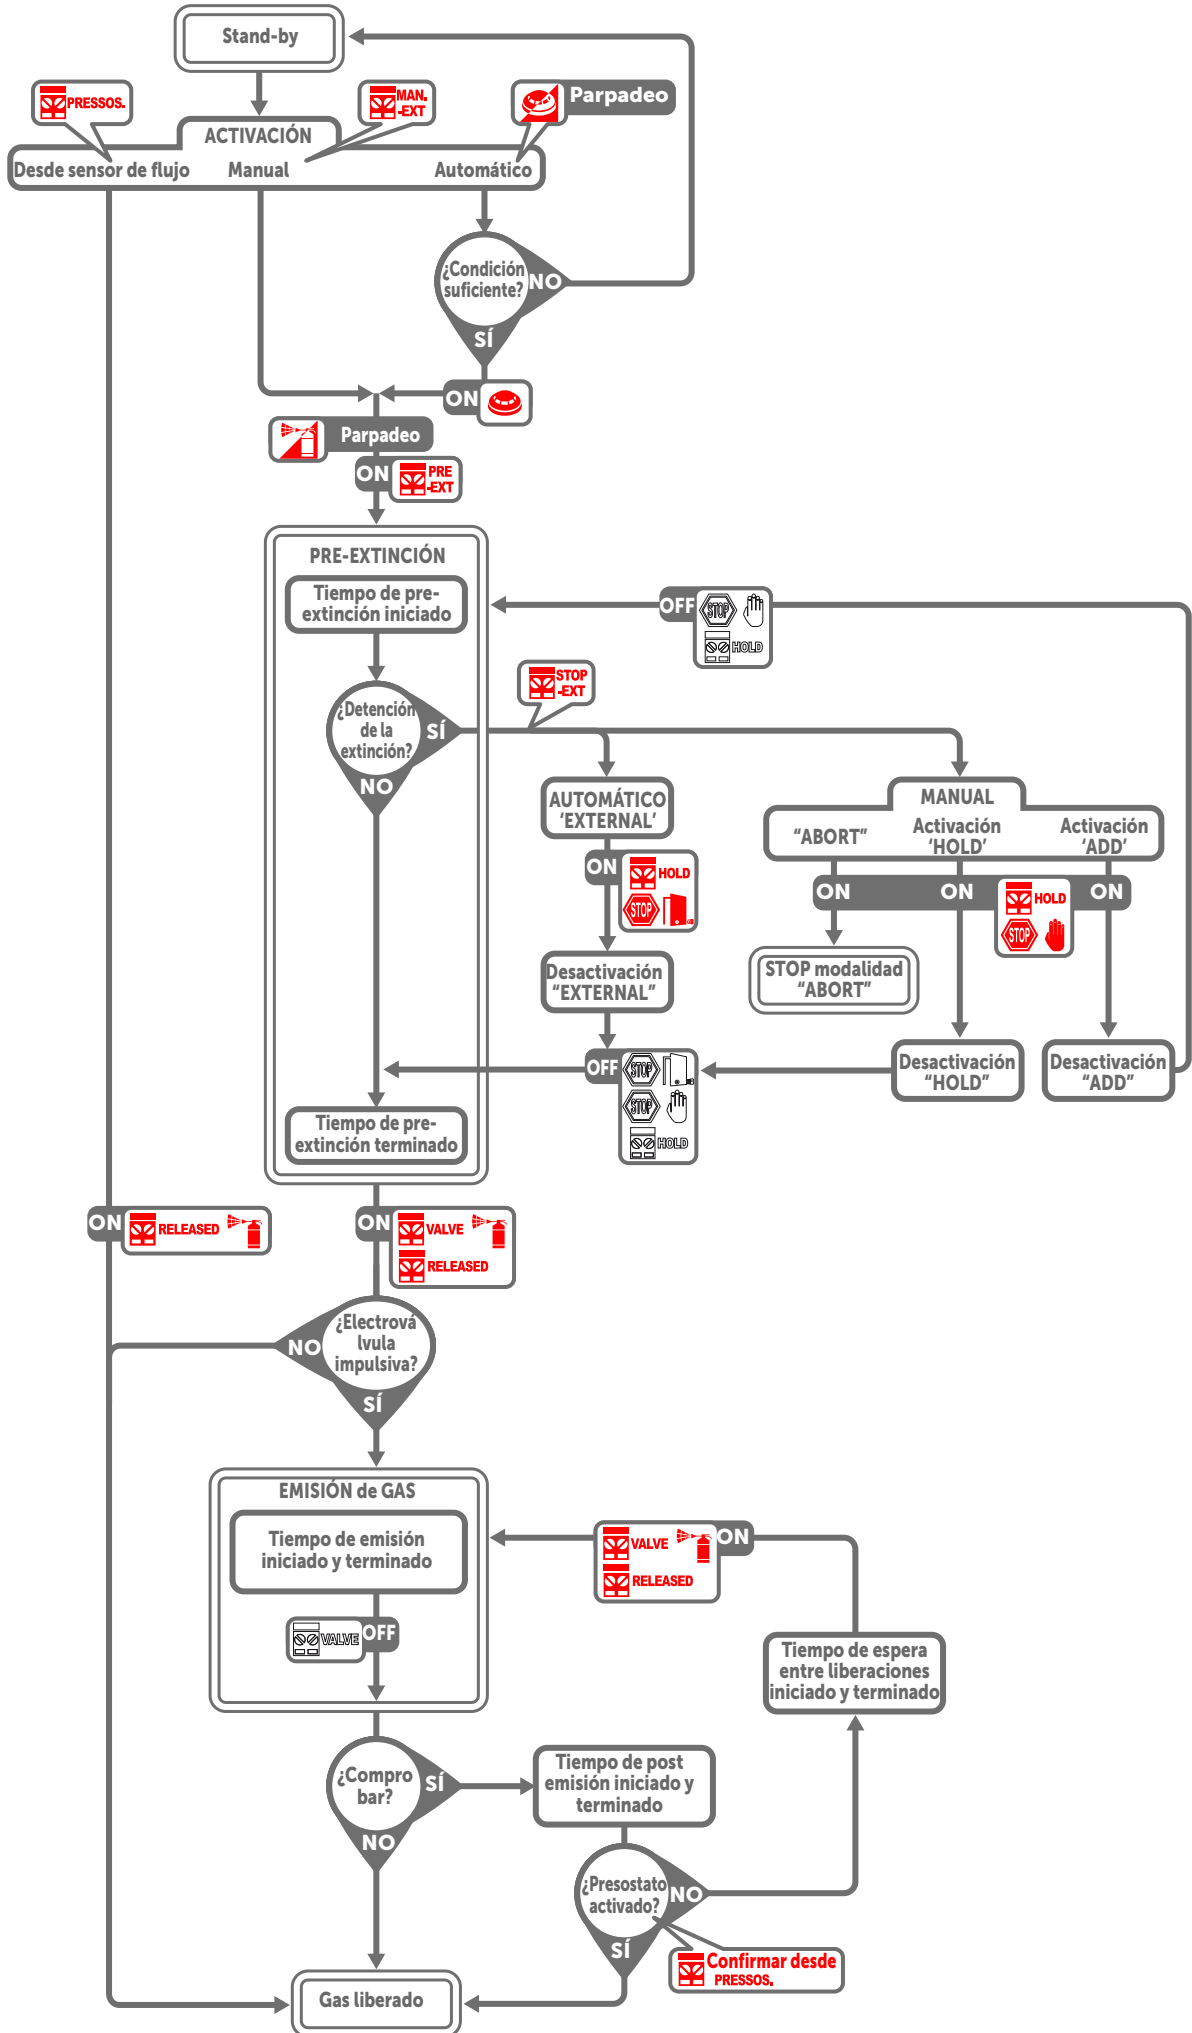 Stand-by
PRESSOS.
MAN.
-EXT
Parpadeo
ACTIVACIÓN
Desde sensor de flujo
Manual
Automático
¿Condición
suficiente?
NO
SÍ
ON
Parpadeo
ON
PRE
-EXT
PRE-EXTINCIÓN
Tiempo de pre-
extinción iniciado
OFF
STOP
HOLD
STOP
-EXT
¿Detención
de la
extinción?
SÍ
NO
AUTOMÁTICO
‘EXTERNAL’
MANUAL
“ABORT”
Activación
‘HOLD’
Activación
‘ADD’
ON
HOLD
STOP
ON
ON
HOLD
STOP
ON
Desactivación
“EXTERNAL”
STOP modalidad
“ABORT”
OFF
STOP
STOP
HOLD
Desactivación
“HOLD”
Desactivación
“ADD”
Tiempo de pre-
extinción terminado
ON
RELEASED
ON
VALVE
RELEASED
¿Electrová
lvula
impulsiva?
NO
SÍ
EMISIÓN de GAS
Tiempo de emisión
iniciado y terminado
VALVE
RELEASED
ON
VALVE
OFF
Tiempo de espera
entre liberaciones
iniciado y terminado
¿Compro
bar?
SÍ
NO
Tiempo de post
emisión iniciado y
terminado
¿Presostato
activado?
NO
SÍ
Confirmar desde
PRESSOS.
Gas liberado